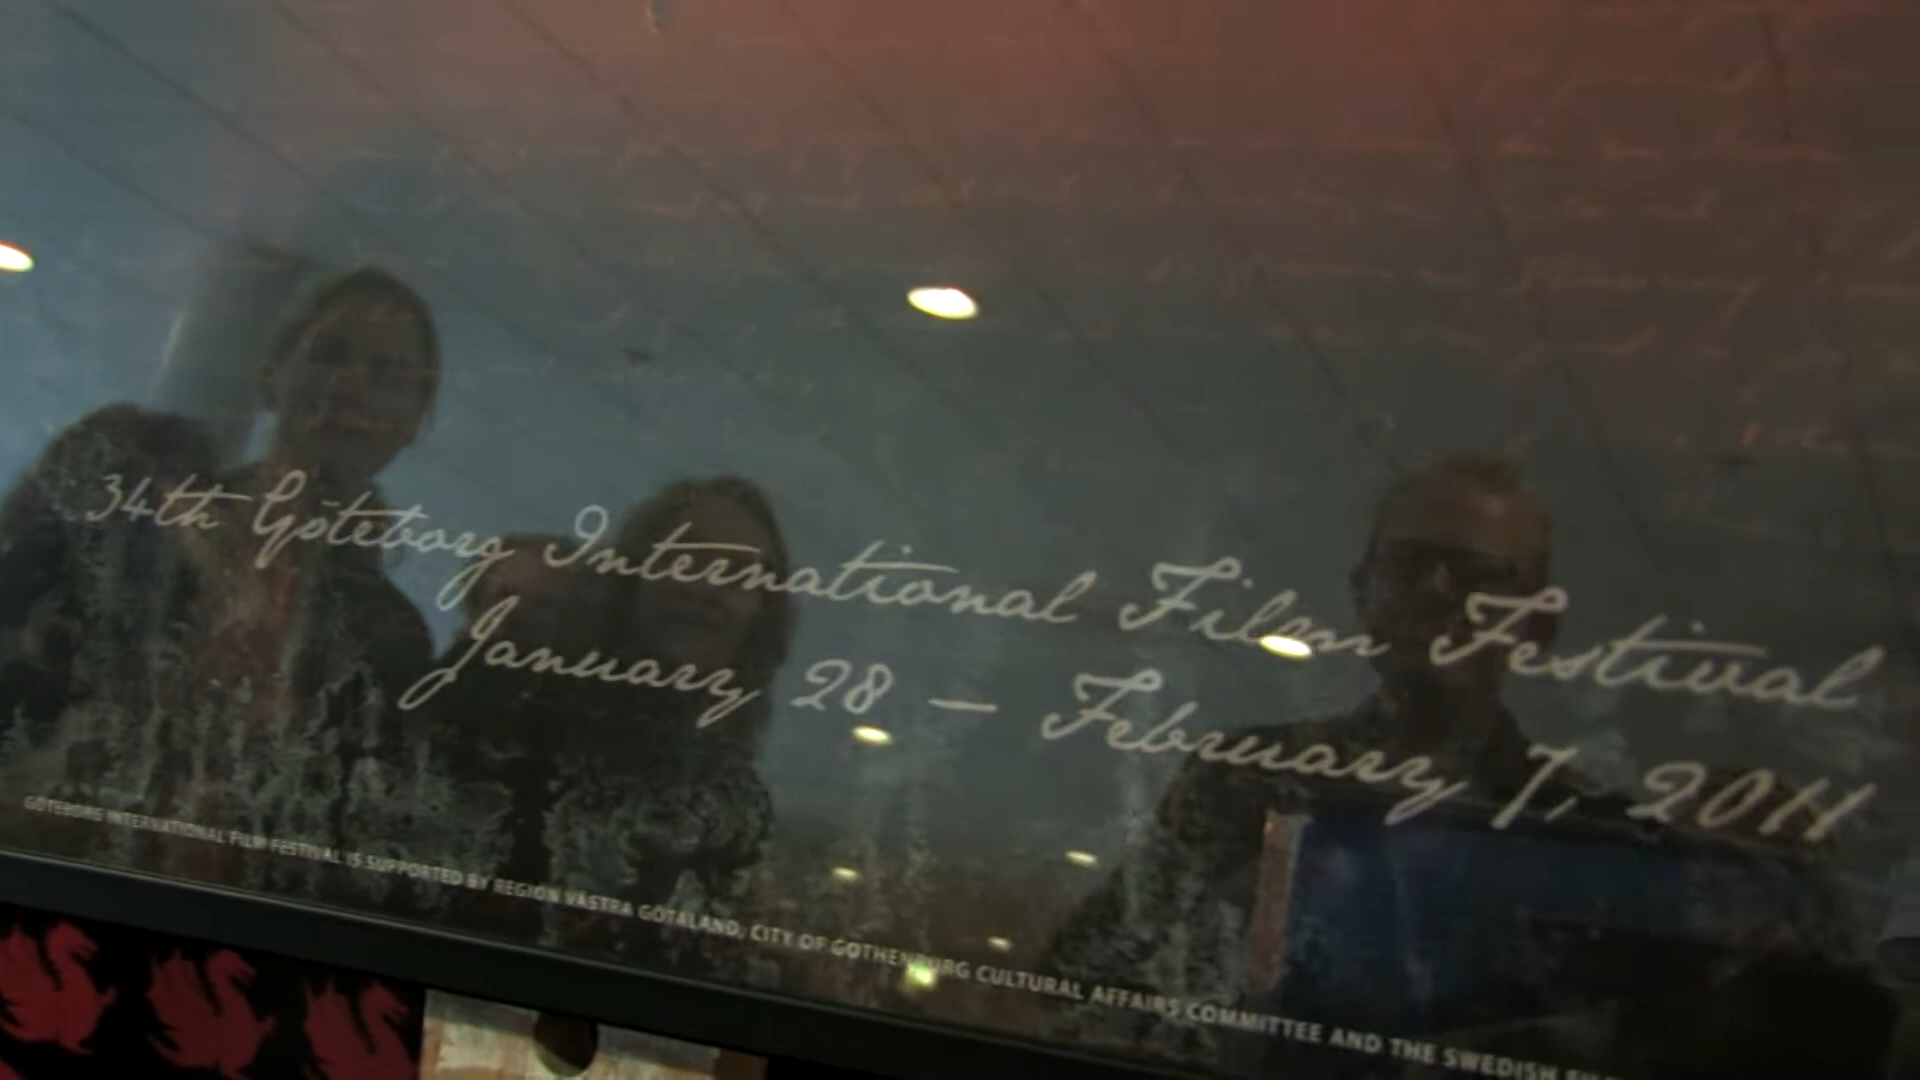 34th Göteborg International Film Festival
January 28 – February 7, 2011
GÖTEBORG INTERNATIONAL FILM FESTIVAL IS SUPPORTED BY REGION VÄSTRA GÖTALAND, CITY OF GOTHENBURG CULTURAL AFFAIRS COMMITTEE AND THE SWEDISH